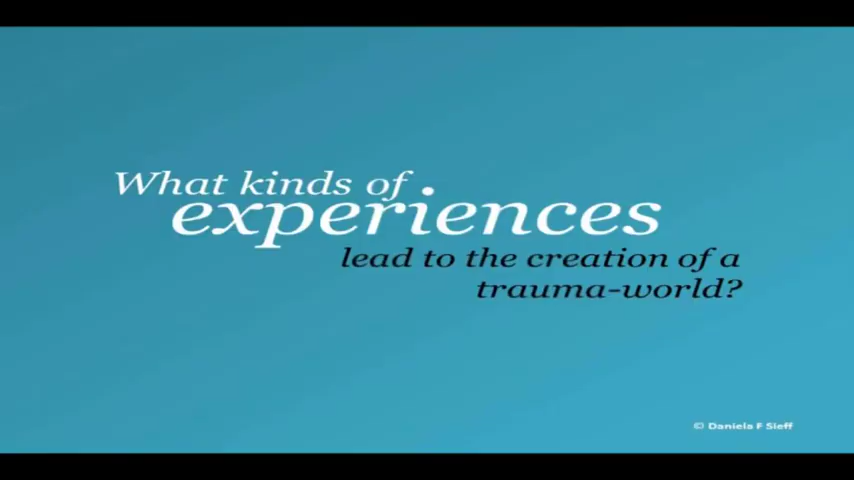 What kinds of
experiences
lead to the creation of a
trauma-world?
© Daniela F Sieff